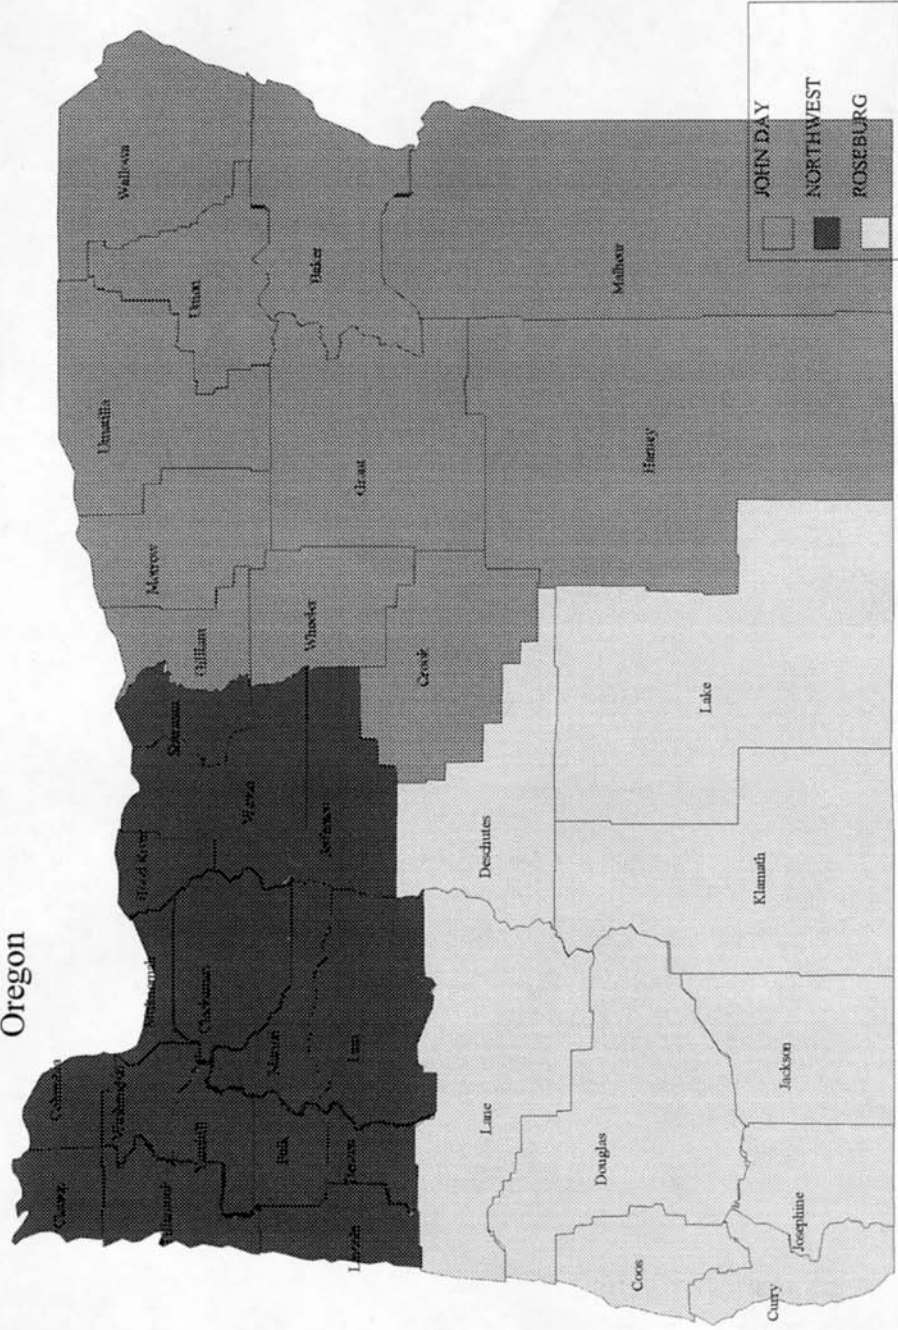 Oregon
Clatsop
Columbia
Tillamook
Washington
Multnomah
Hood River
Sherman
Gilliam
Morrow
Umatilla
Union
Wallowa
Yamhill
Clackamas
Wasco
Polk
Marion
Lincoln
Benton
Linn
Jefferson
Wheeler
Grant
Baker
Crook
Lane
Deschutes
Douglas
Coos
Curry
Josephine
Jackson
Klamath
Lake
Harney
Malheur
JOHN DAY
NORTHWEST
ROSEBURG